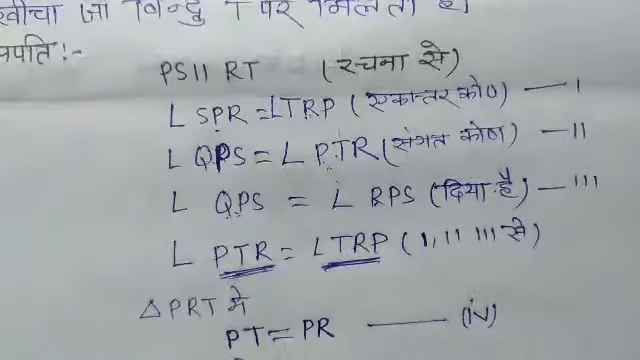 खींचा जो बिन्दु T पर मिलता है।
पपति :-
PS || RT (रचना से)
∠ SPR = ∠TRP (एकान्तर कोण) — I
∠ QPS = ∠ PTR (संगत कोण) — II
∠ QPS = ∠ RPS (दिया है) — III
∠ PTR = ∠TRP (I, II III से)
△ PRT मे
PT = PR — (iv)